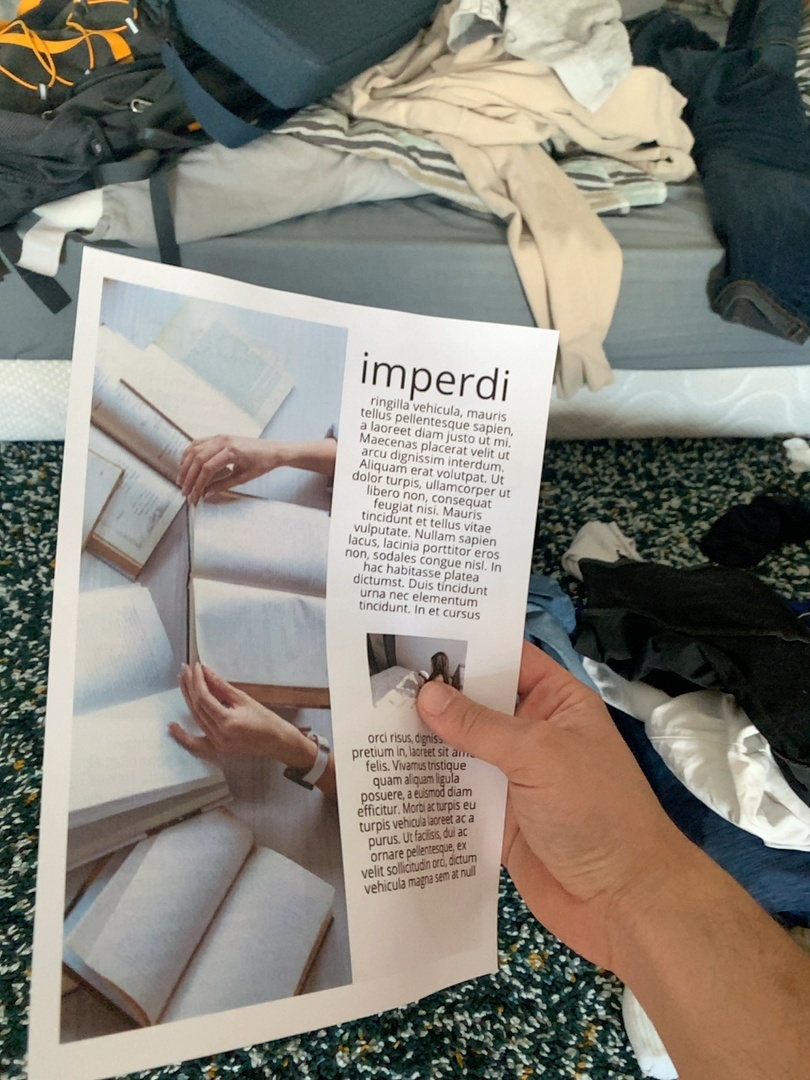 imperdi
ringilla vehicula, mauris
tellus pellentesque sapien,
a laoreet diam justo ut mi.
Maecenas placerat velit ut
arcu dignissim interdum.
Aliquam erat volutpat. Ut
dolor turpis, ullamcorper ut
libero non, consequat
feugiat nisi. Mauris
tincidunt et tellus vitae
vulputate. Nullam sapien
lacus, lacinia porttitor eros
non, sodales congue nisl. In
hac habitasse platea
dictumst. Duis tincidunt
urna nec elementum
tincidunt. In et cursus
orci risus, digniss
pretium in, laoreet sit ame
felis. Vivamus tristique
quam aliquam ligula
posuere, a euismod diam
efficitur. Morbi ac turpis eu
turpis vehicula laoreet ac a
purus. Ut facilisis, dui ac
ornare pellentesque, ex
velit sollicitudin orci, dictum
vehicula magna sem at null